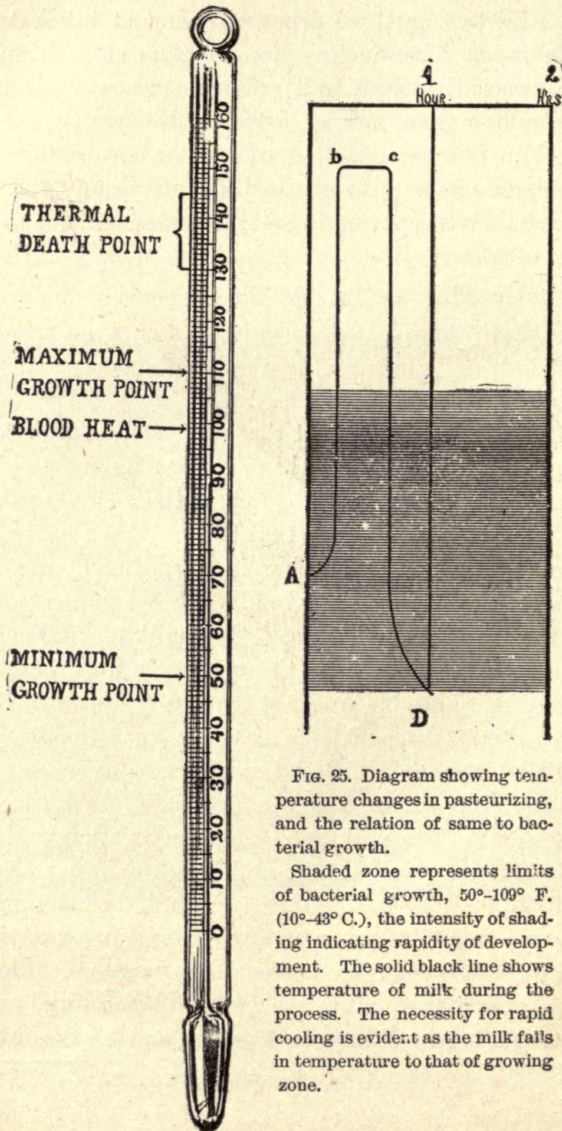 1 2
HOUR. HRS
b c
160
150
THERMAL
DEATH POINT
140
130
120
MAXIMUM
GROWTH POINT
110
BLOOD HEAT
100
90
80
A
70
60
MINIMUM
GROWTH POINT
50
D
40
30
20
10
0
FIG. 25. Diagram showing tem-
perature changes in pasteurizing,
and the relation of same to bac-
terial growth.
Shaded zone represents limits
of bacterial growth, 50°–109° F.
(10°–43° C.), the intensity of shad-
ing indicating rapidity of develop-
ment. The solid black line shows
temperature of milk during the
process. The necessity for rapid
cooling is evident as the milk falls
in temperature to that of growing
zone.